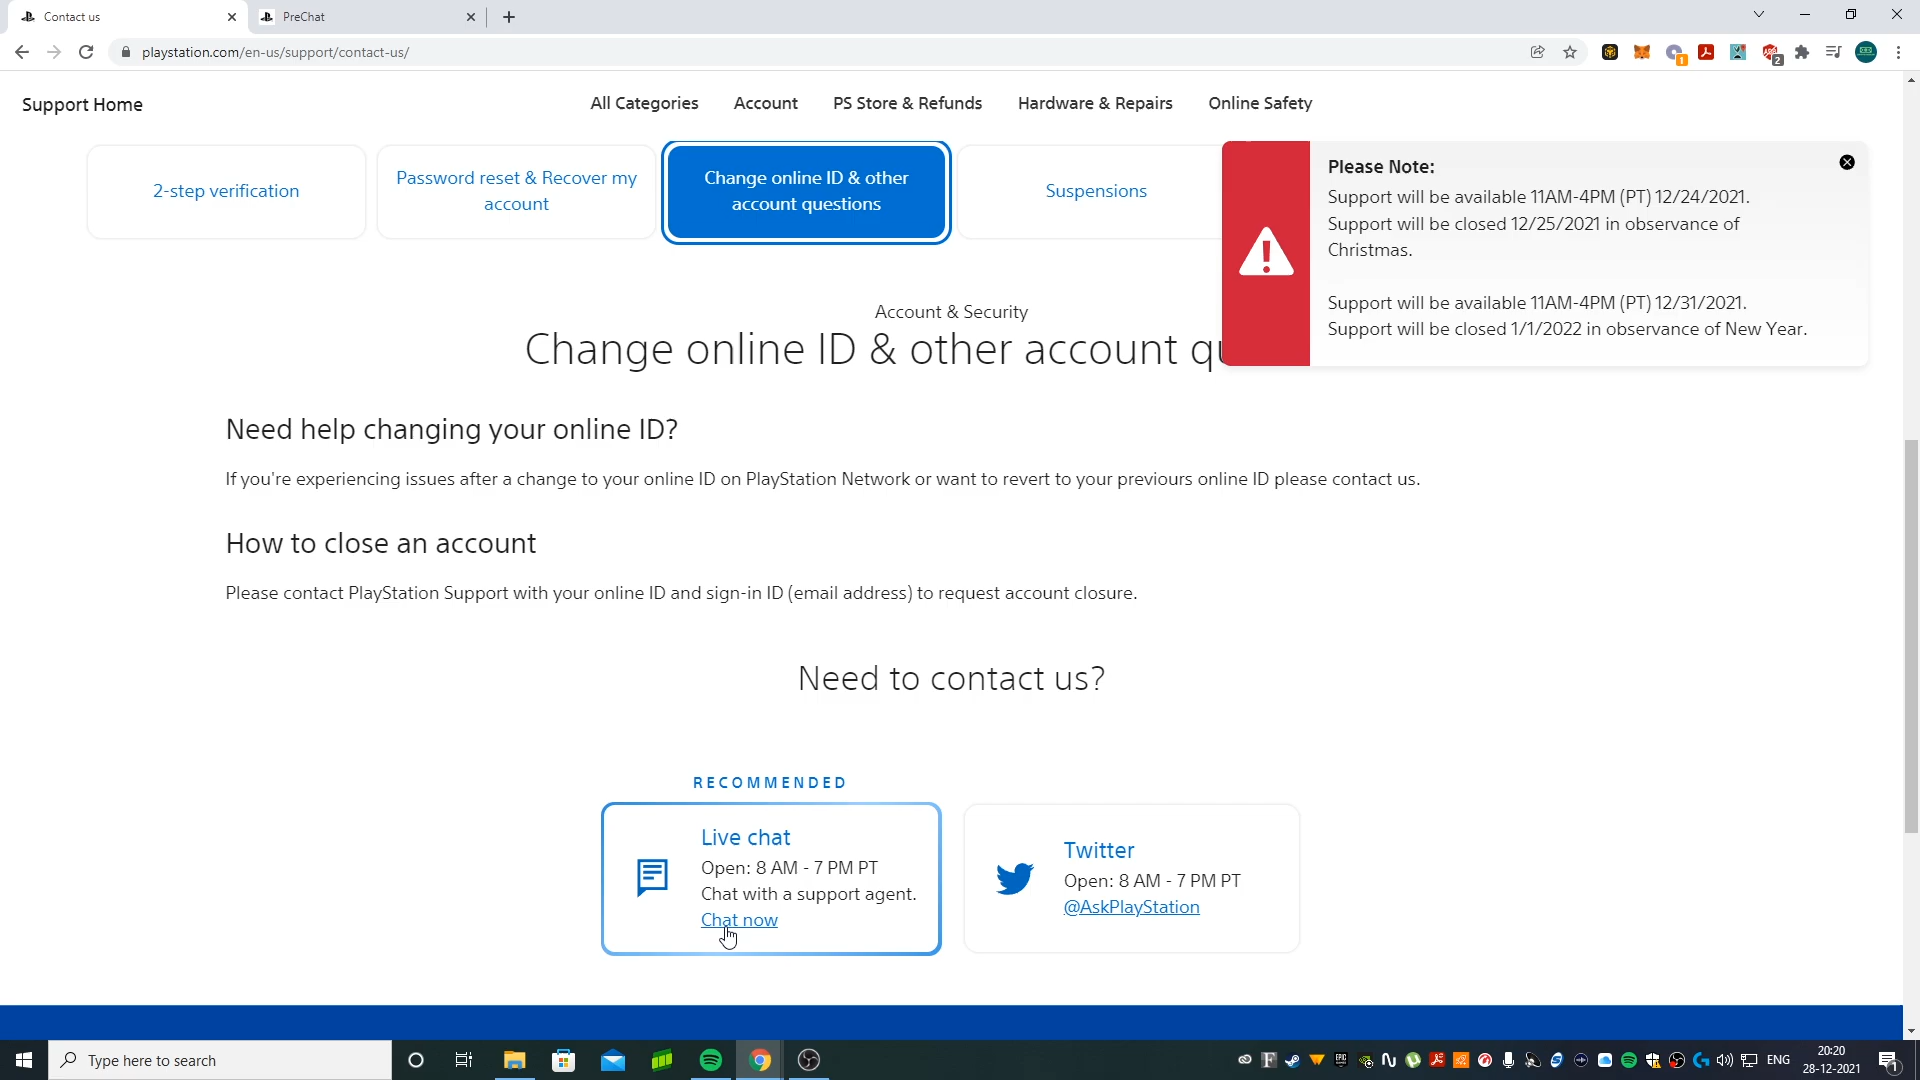 Contact us
PreChat
playstation.com/en-us/support/contact-us/
1
2
Support Home
All Categories
Account
PS Store & Refunds
Hardware & Repairs
Online Safety
2-step verification
Password reset & Recover my
account
Change online ID & other
account questions
Suspensions
Please Note:
Support will be available 11AM-4PM (PT) 12/24/2021.
Support will be closed 12/25/2021 in observance of
Christmas.
Support will be available 11AM-4PM (PT) 12/31/2021.
Support will be closed 1/1/2022 in observance of New Year.
Account & Security
Change online ID & other account qu
Need help changing your online ID?
If you're experiencing issues after a change to your online ID on PlayStation Network or want to revert to your previours online ID please contact us.
How to close an account
Please contact PlayStation Support with your online ID and sign-in ID (email address) to request account closure.
Need to contact us?
RECOMMENDED
Live chat
Open: 8 AM - 7 PM PT
Chat with a support agent.
Chat now
Twitter
Open: 8 AM - 7 PM PT
@AskPlayStation
Type here to search
ENG
20:20
28-12-2021
1